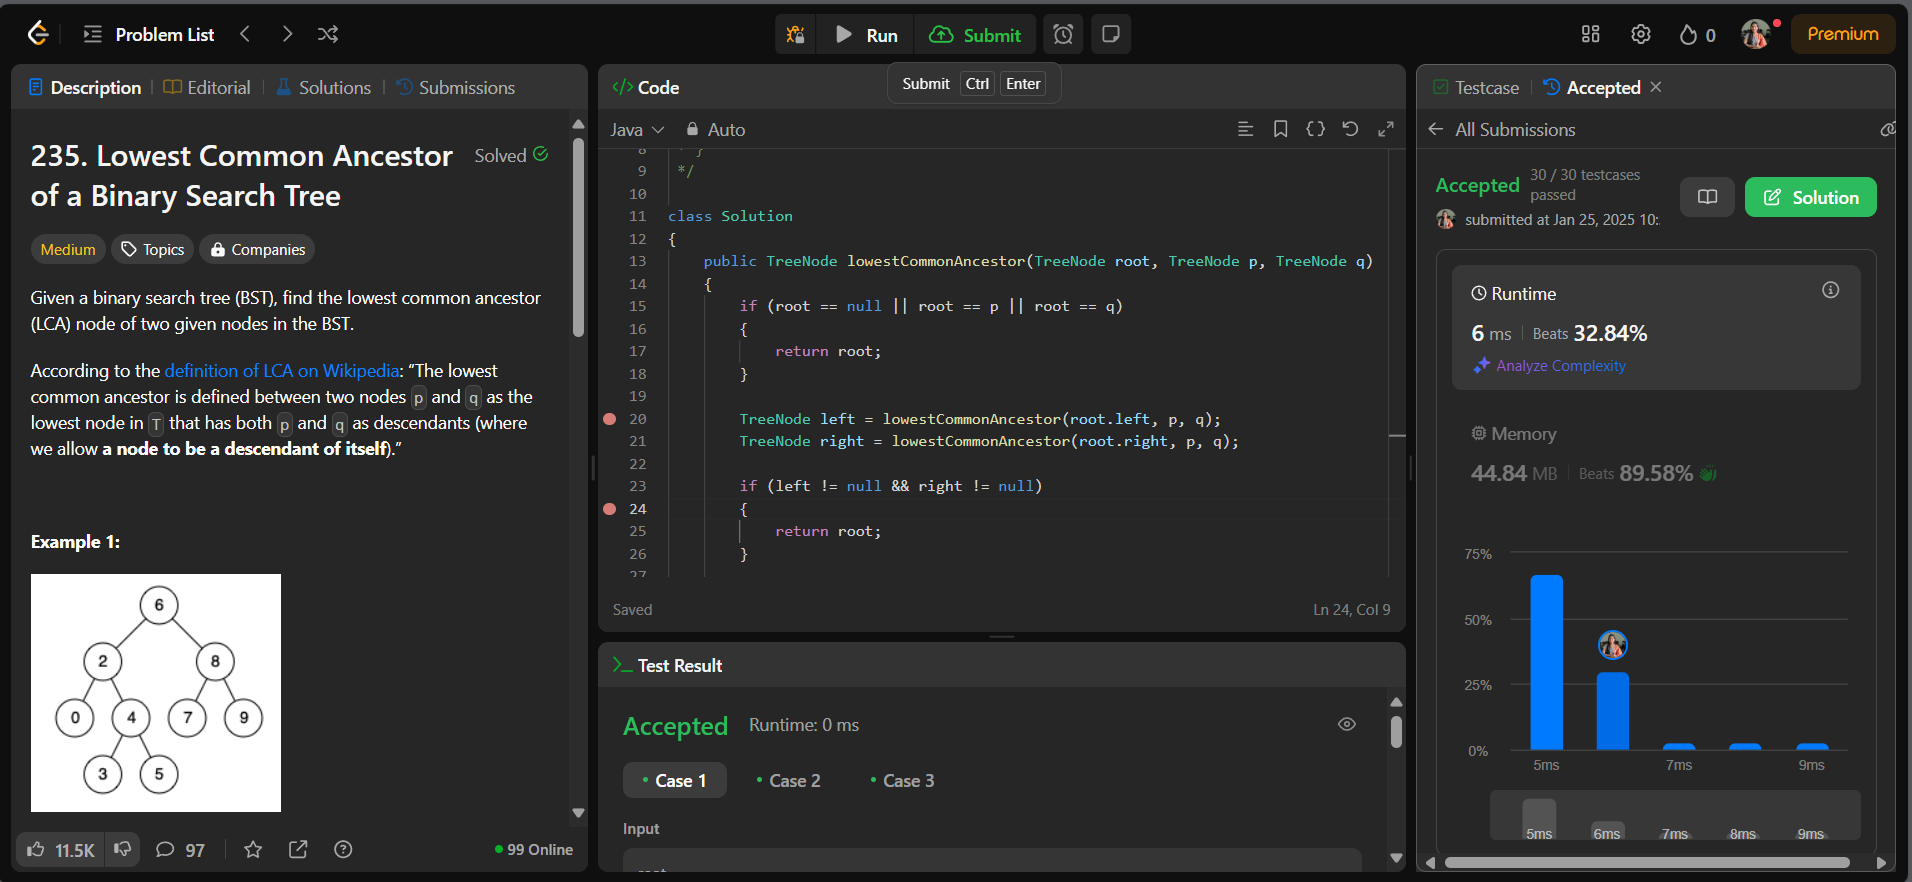 Problem List
Run
Submit
0
Premium
Description
Editorial
Solutions
Submissions
235. Lowest Common Ancestor
of a Binary Search Tree
Solved
Medium
Topics
Companies
Given a binary search tree (BST), find the lowest common ancestor
(LCA) node of two given nodes in the BST.
According to the definition of LCA on Wikipedia: “The lowest
common ancestor is defined between two nodes p and q as the
lowest node in T that has both p and q as descendants (where
we allow a node to be a descendant of itself).”
Example 1:
6
2 8
0 4 7 9
3 5
11.5K
97
99 Online
</> Code
Submit Ctrl Enter
Java
Auto
8 * }
9 */
10
11 class Solution
12 {
13 public TreeNode lowestCommonAncestor(TreeNode root, TreeNode p, TreeNode q)
14 {
15 if (root == null || root == p || root == q)
16 {
17 return root;
18 }
19
20 TreeNode left = lowestCommonAncestor(root.left, p, q);
21 TreeNode right = lowestCommonAncestor(root.right, p, q);
22
23 if (left != null && right != null)
24 {
25 return root;
26 }
27
Saved
Ln 24, Col 9
Test Result
Accepted
Runtime: 0 ms
Case 1
Case 2
Case 3
Input
Testcase
Accepted
All Submissions
Accepted
30 / 30 testcases
passed
submitted at Jan 25, 2025 10:
Solution
Runtime
6 ms
Beats 32.84%
Analyze Complexity
Memory
44.84 MB
Beats 89.58%
75%
50%
25%
0%
5ms 7ms 9ms
5ms 6ms 7ms 8ms 9ms